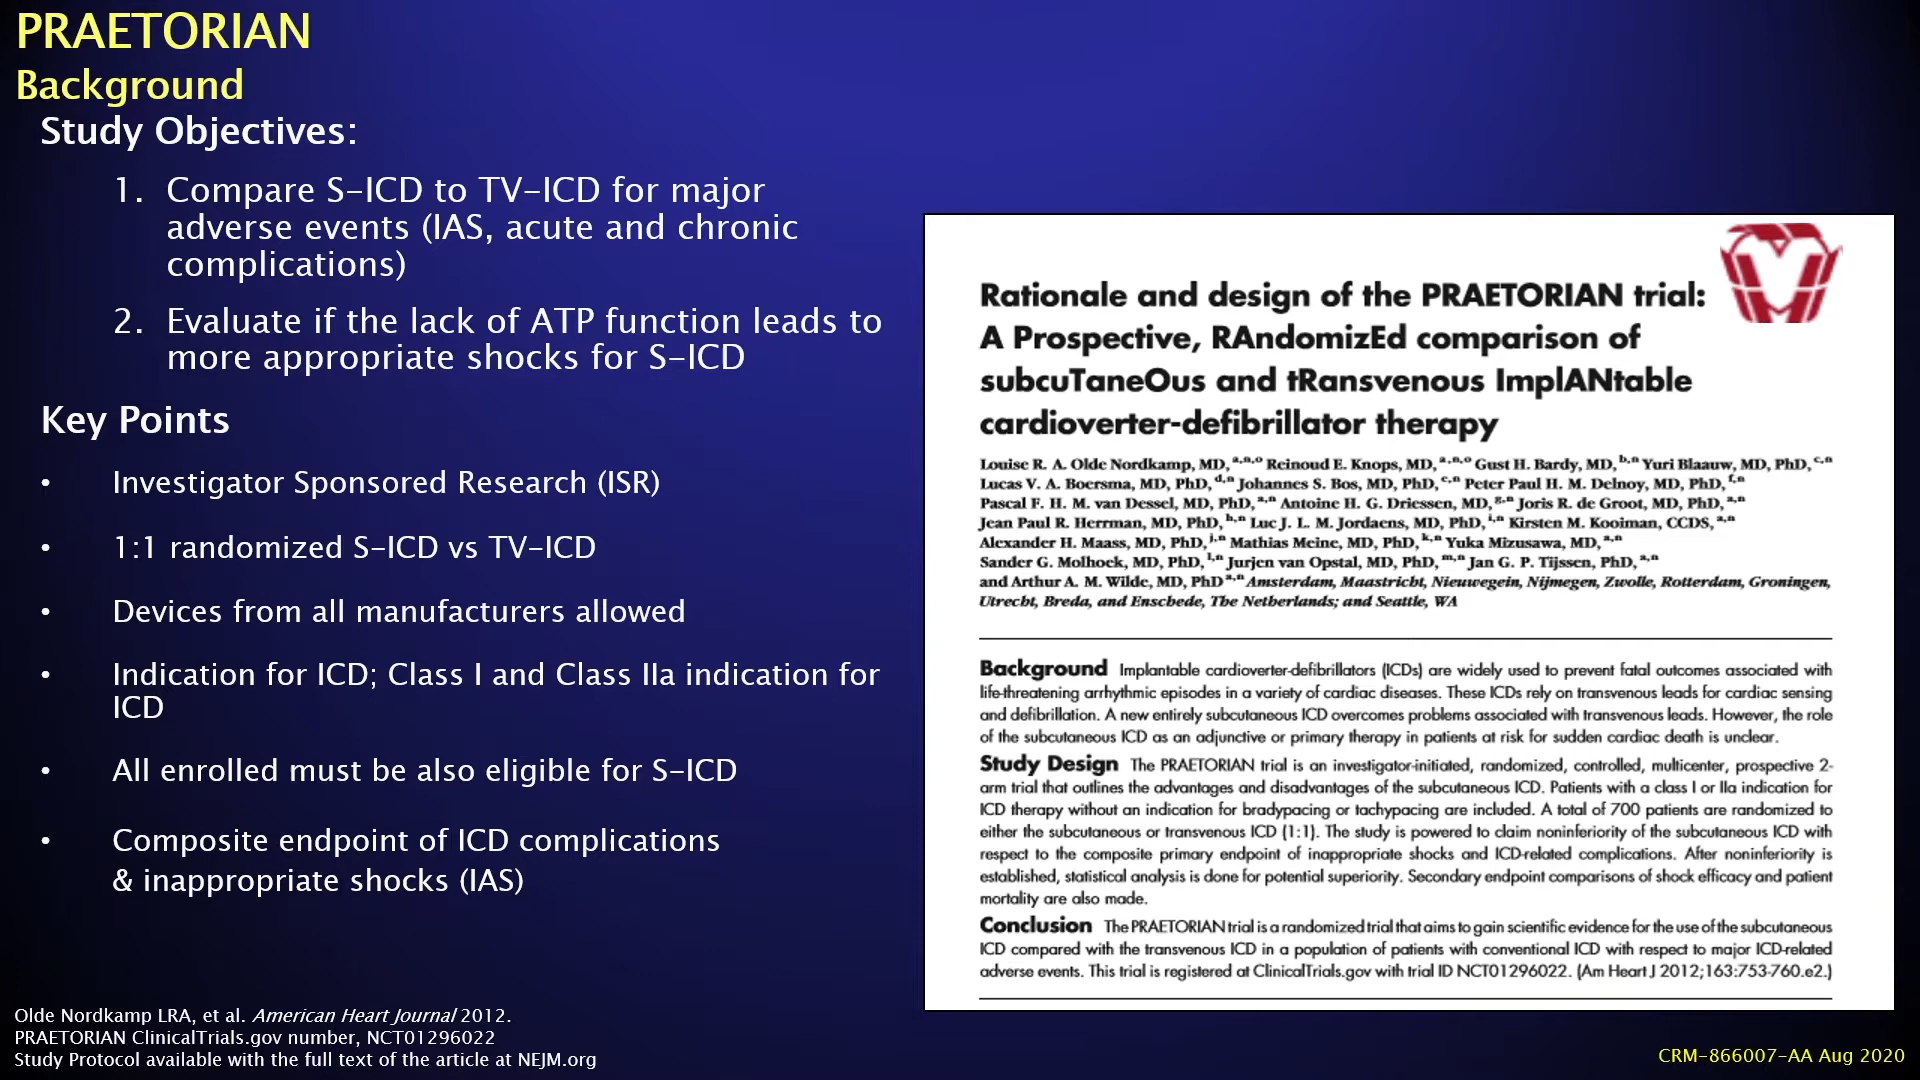 PRAETORIAN
Background
Study Objectives:
1. Compare S-ICD to TV-ICD for major
adverse events (IAS, acute and chronic
complications)
2. Evaluate if the lack of ATP function leads to
more appropriate shocks for S-ICD
Key Points
• Investigator Sponsored Research (ISR)
• 1:1 randomized S-ICD vs TV-ICD
• Devices from all manufacturers allowed
• Indication for ICD; Class I and Class IIa indication for
ICD
• All enrolled must be also eligible for S-ICD
• Composite endpoint of ICD complications
& inappropriate shocks (IAS)
Olde Nordkamp LRA, et al. American Heart Journal 2012.
PRAETORIAN ClinicalTrials.gov number, NCT01296022
Study Protocol available with the full text of the article at NEJM.org
Rationale and design of the PRAETORIAN trial:
A Prospective, RAndomizEd comparison of
subcuTaneOus and tRansvenous ImplANtable
cardioverter-defibrillator therapy
Louise R. A. Olde Nordkamp, MD,a,n,o Reinoud E. Knops, MD,a,n,o Gust H. Bardy, MD,b,n Yuri Blaauw, MD, PhD,c,n
Lucas V. A. Boersma, MD, PhD,d,n Johannes S. Bos, MD, PhD,e,n Peter Paul H. M. Delnoy, MD, PhD,f,n
Pascal F. H. M. van Dessel, MD, PhD,a,n Antoine H. G. Driessen, MD,g,n Joris R. de Groot, MD, PhD,a,n
Jean Paul R. Herrman, MD, PhD,h,n Luc J. L. M. Jordaens, MD, PhD,i,n Kirsten M. Kooiman, CCDS,a,n
Alexander H. Maass, MD, PhD,j,n Mathias Meine, MD, PhD,k,n Yuka Mizusawa, MD,a,n
Sander G. Molhoek, MD, PhD,l,n Jurjen van Opstal, MD, PhD,m,n Jan G. P. Tijssen, PhD,a,n
and Arthur A. M. Wilde, MD, PhD a,n Amsterdam, Maastricht, Nieuwegein, Nijmegen, Zwolle, Rotterdam, Groningen,
Utrecht, Breda, and Enschede, The Netherlands; and Seattle, WA
Background Implantable cardioverter-defibrillators (ICDs) are widely used to prevent fatal outcomes associated with
life-threatening arrhythmic episodes in a variety of cardiac diseases. These ICDs rely on transvenous leads for cardiac sensing
and defibrillation. A new entirely subcutaneous ICD overcomes problems associated with transvenous leads. However, the role
of the subcutaneous ICD as an adjunctive or primary therapy in patients at risk for sudden cardiac death is unclear.
Study Design The PRAETORIAN trial is an investigator-initiated, randomized, controlled, multicenter, prospective 2-
arm trial that outlines the advantages and disadvantages of the subcutaneous ICD. Patients with a class I or IIa indication for
ICD therapy without an indication for bradypacing or tachypacing are included. A total of 700 patients are randomized to
either the subcutaneous or transvenous ICD (1:1). The study is powered to claim noninferiority of the subcutaneous ICD with
respect to the composite primary endpoint of inappropriate shocks and ICD-related complications. After noninferiority is
established, statistical analysis is done for potential superiority. Secondary endpoint comparisons of shock efficacy and patient
mortality are also made.
Conclusion The PRAETORIAN trial is a randomized trial that aims to gain scientific evidence for the use of the subcutaneous
ICD compared with the transvenous ICD in a population of patients with conventional ICD with respect to major ICD-related
adverse events. This trial is registered at ClinicalTrials.gov with trial ID NCT01296022. (Am Heart J 2012;163:753-760.e2.)
CRM-866007-AA Aug 2020